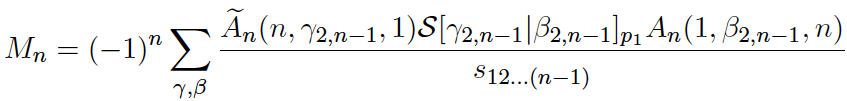 M_n = (-1)^n \sum_{\gamma,\beta} \frac{\widetilde{A}_n(n, \gamma_{2,n-1}, 1) \mathcal{S}[\gamma_{2,n-1}|\beta_{2,n-1}]_{p_1} A_n(1, \beta_{2,n-1}, n)}{s_{12\ldots(n-1)}}